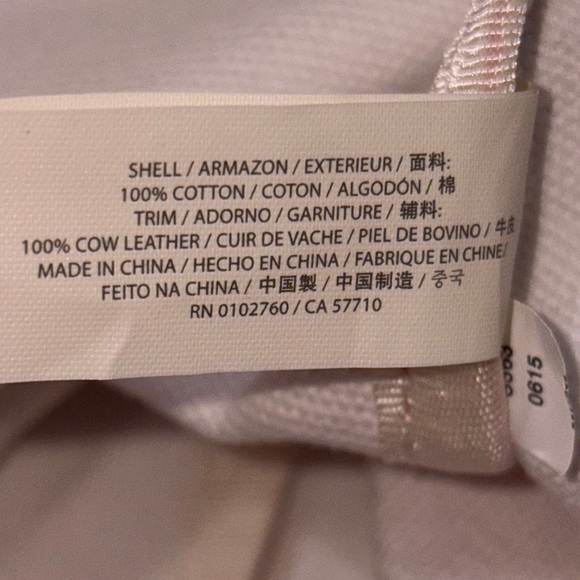 SHELL / ARMAZON / EXTERIEUR / 面料:
100% COTTON / COTON / ALGODÓN / 棉
TRIM / ADORNO / GARNITURE / 辅料:
100% COW LEATHER / CUIR DE VACHE / PIEL DE BOVINO / 牛皮
MADE IN CHINA / HECHO EN CHINA / FABRIQUE EN CHINE /
FEITO NA CHINA / 中国製 / 中国制造 / 중국
RN 0102760 / CA 57710
0615